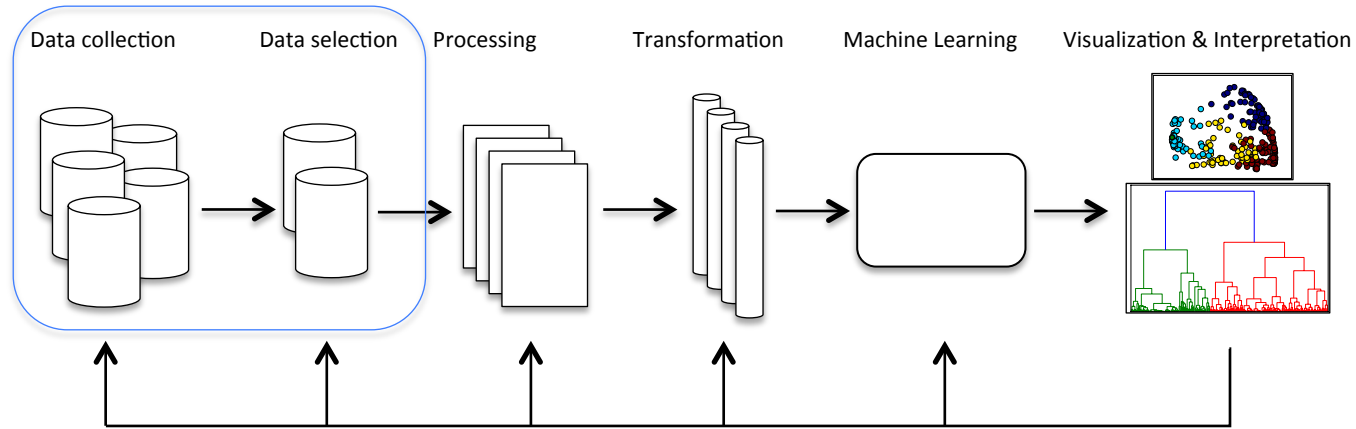 Data collection
Data selection
Processing
Transformation
Machine Learning
Visualization & Interpretation